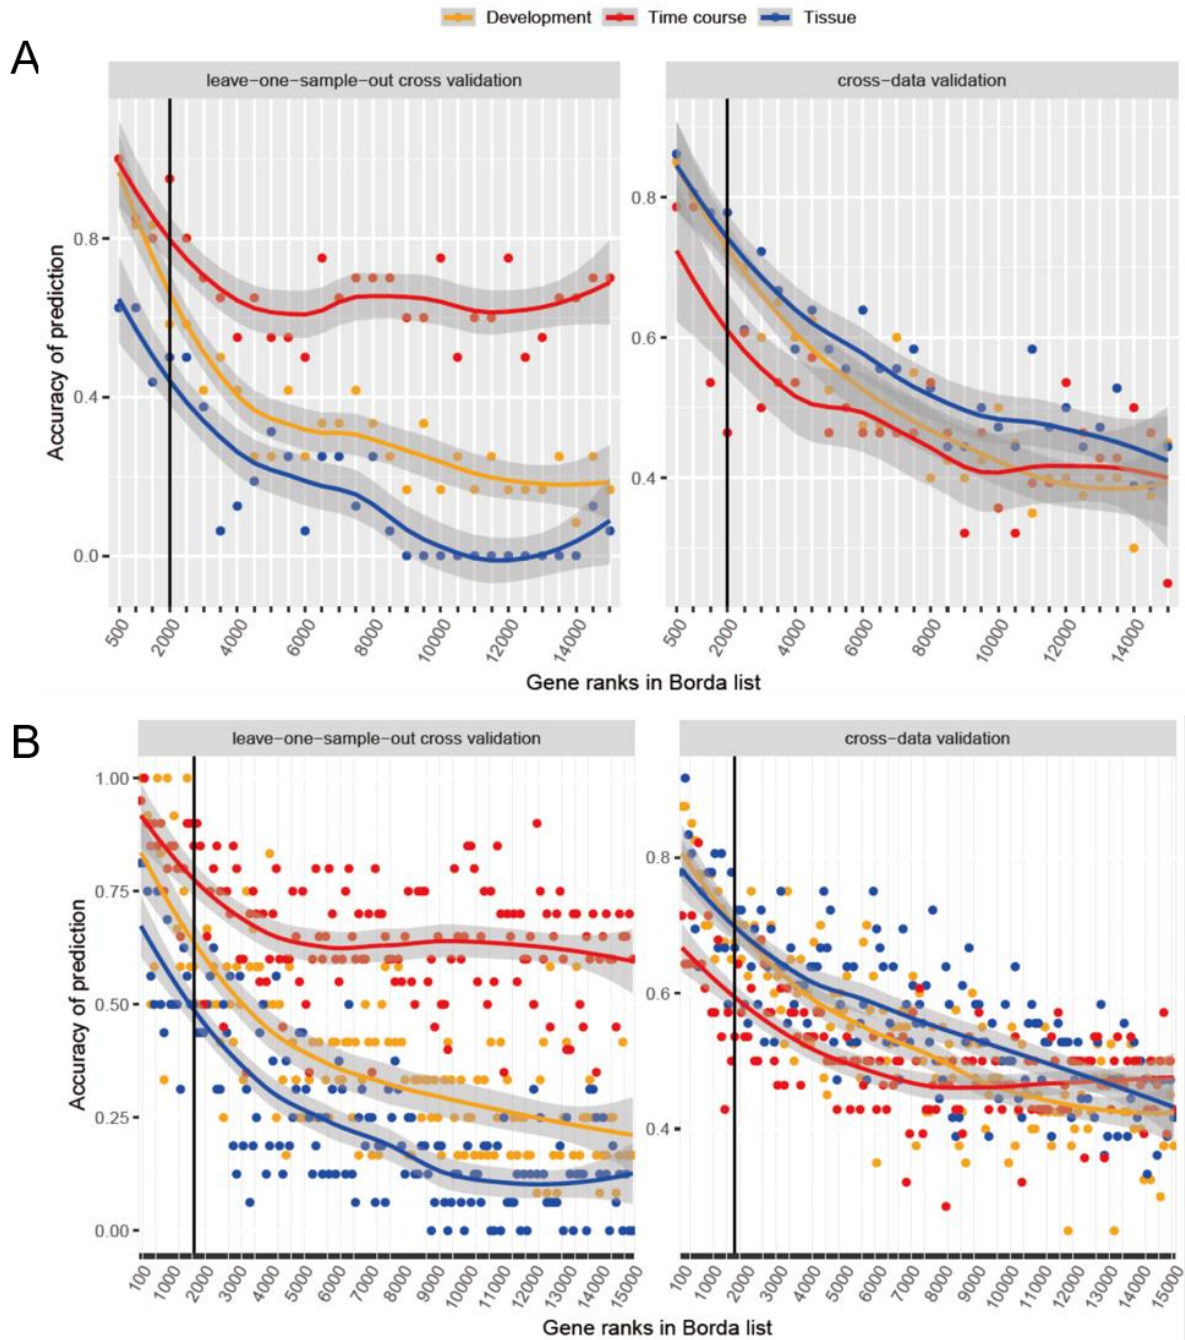 Development Time course Tissue
A
leave-one-sample-out cross validation cross-data validation
Accuracy of prediction
0.8
0.4
0.0
0.8
0.6
0.4
500 2000 4000 6000 8000 10000 12000 14000
500 2000 4000 6000 8000 10000 12000 14000
Gene ranks in Borda list
B
leave-one-sample-out cross validation cross-data validation
Accuracy of prediction
1.00
0.75
0.50
0.25
0.00
0.8
0.6
0.4
100 1000 2000 3000 4000 5000 6000 7000 8000 9000 10000 11000 12000 13000 14000 15000
100 1000 2000 3000 4000 5000 6000 7000 8000 9000 10000 11000 12000 13000 14000 15000
Gene ranks in Borda list